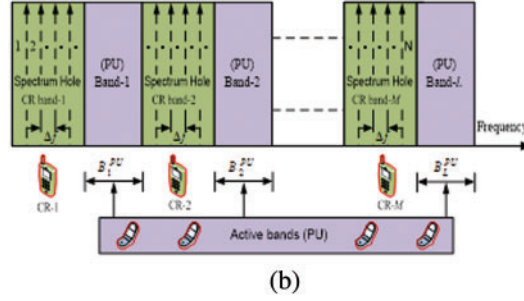 1 2 N
(PU)
Band-1
(PU)
Band-2
(PU)
Band-L
Spectrum Hole
CR band-1
Spectrum Hole
CR band-2
Spectrum Hole
CR band-M
Δf
Δf
Δf
Frequency
B₁ᴾᵁ
B₂ᴾᵁ
CR-1
CR-2
CR-M
Active bands (PU)
(b)